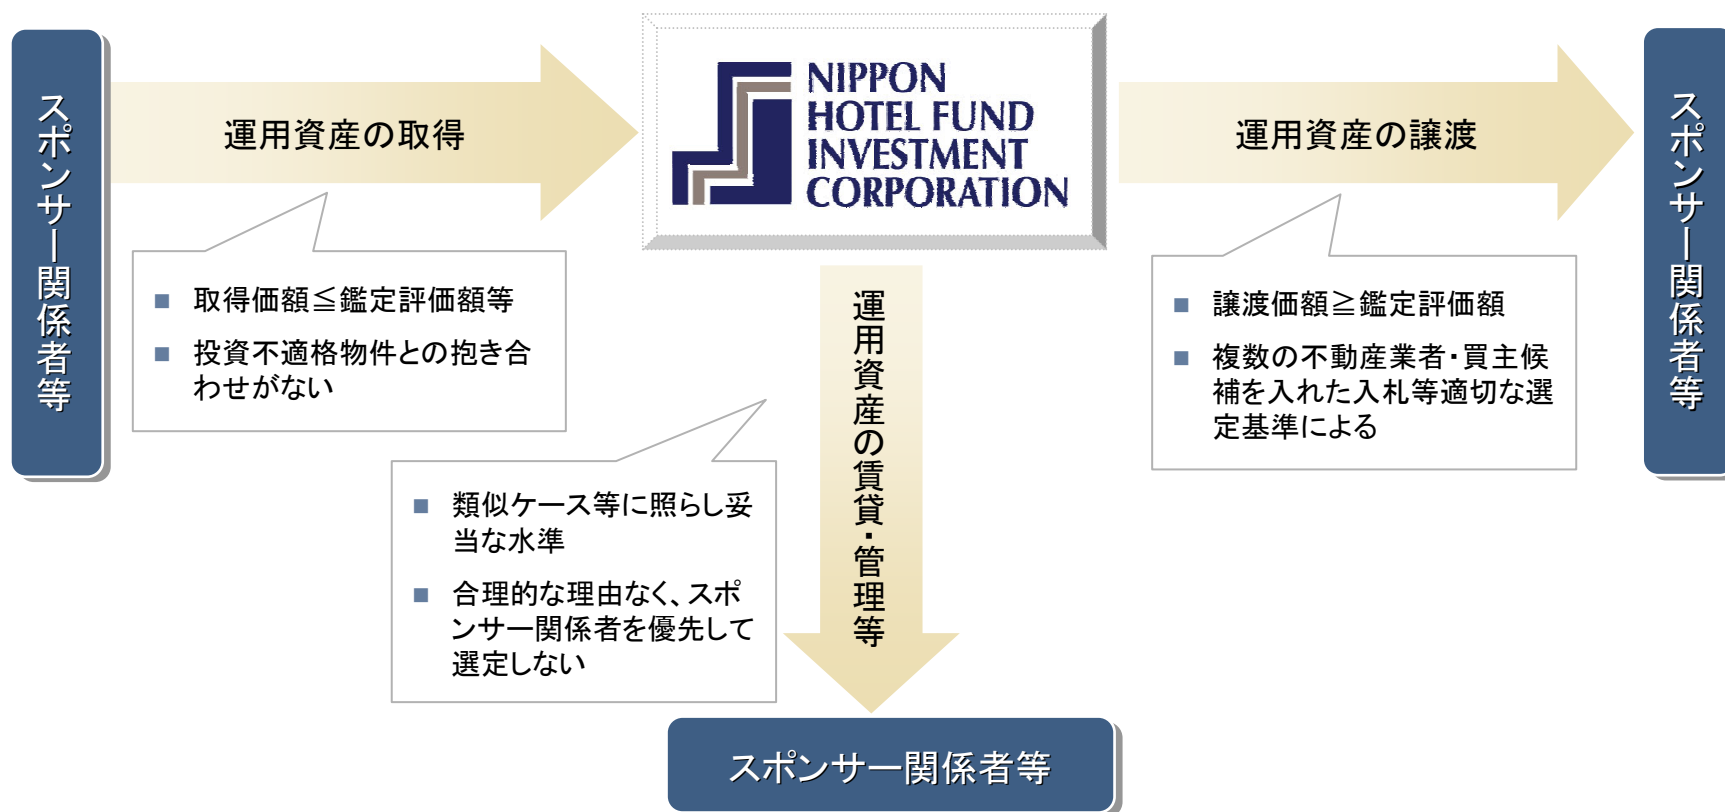 スポンサー関係者等
運用資産の取得
NIPPON
HOTEL FUND
INVESTMENT
CORPORATION
運用資産の譲渡
スポンサー関係者等
■ 取得価額≦鑑定評価額等
■ 投資不適格物件との抱き合
わせがない
運用資産の賃貸・管理等
■ 譲渡価額≧鑑定評価額
■ 複数の不動産業者・買主候
補を入れた入札等適切な選
定基準による
■ 類似ケース等に照らし妥
当な水準
■ 合理的な理由なく、スポ
ンサー関係者を優先して
選定しない
スポンサー関係者等